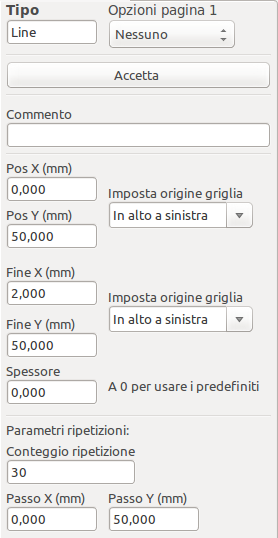 Tipo Opzioni pagina 1
Line Nessuno
Accetta
Commento
Pos X (mm)
0,000 Imposta origine griglia
Pos Y (mm) In alto a sinistra
50,000
Fine X (mm)
2,000 Imposta origine griglia
Fine Y (mm) In alto a sinistra
50,000
Spessore
0,000 A 0 per usare i predefiniti
Parametri ripetizioni:
Conteggio ripetizione
30
Passo X (mm) Passo Y (mm)
0,000 50,000